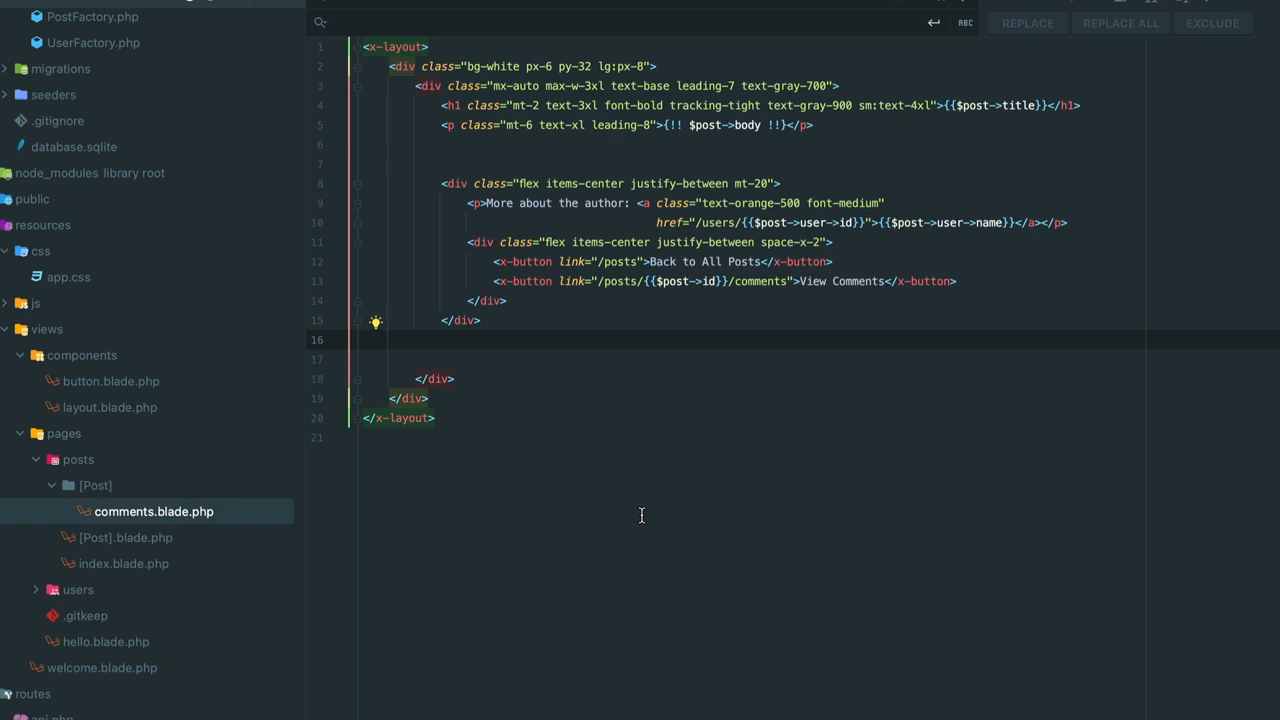 PostFactory.php
UserFactory.php
migrations
seeders
.gitignore
database.sqlite
node_modules library root
public
resources
css
app.css
js
views
components
button.blade.php
layout.blade.php
pages
posts
[Post]
comments.blade.php
[Post].blade.php
index.blade.php
users
.gitkeep
hello.blade.php
welcome.blade.php
routes
api.php
ABC REPLACE REPLACE ALL EXCLUDE
1 <x-layout>
2 <div class="bg-white px-6 py-32 lg:px-8">
3 <div class="mx-auto max-w-3xl text-base leading-7 text-gray-700">
4 <h1 class="mt-2 text-3xl font-bold tracking-tight text-gray-900 sm:text-4xl">{{$post->title}}</h1>
5 <p class="mt-6 text-xl leading-8">{!! $post->body !!}</p>
6
7
8 <div class="flex items-center justify-between mt-20">
9 <p>More about the author: <a class="text-orange-500 font-medium"
10 href="/users/{{$post->user->id}}">{{$post->user->name}}</a></p>
11 <div class="flex items-center justify-between space-x-2">
12 <x-button link="/posts">Back to All Posts</x-button>
13 <x-button link="/posts/{{$post->id}}/comments">View Comments</x-button>
14 </div>
15 </div>
16
17
18 </div>
19 </div>
20 </x-layout>
21